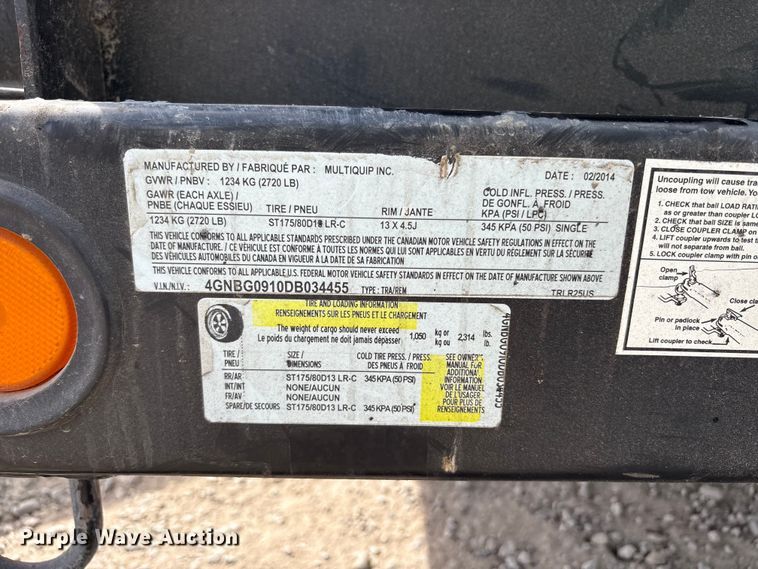 MANUFACTURED BY / FABRIQUÉ PAR : MULTIQUIP INC. DATE : 02/2014
GVWR / PNBV : 1234 KG (2720 LB)
GAWR (EACH AXLE) / PNBE (CHAQUE ESSIEU) TIRE / PNEU RIM / JANTE COLD INFL. PRESS. / PRESS. DE GONFL. À FROID KPA (PSI / LPC)
1234 KG (2720 LB) ST175/80D13 LR-C 13 X 4.5J 345 KPA (50 PSI) SINGLE
THIS VEHICLE CONFORMS TO ALL APPLICABLE STANDARDS PRESCRIBED UNDER THE CANADIAN MOTOR VEHICLE SAFETY REGULATIONS IN EFFECT ON THE
DATE OF MANUFACTURE. / CE VÉHICULE EST CONFORME À TOUTES LES NORMES QUI LUI SONT APPLICABLES EN VERTU DU RÈGLEMENT SUR LA SÉCURITÉ
DES VÉHICULES AUTOMOBILES DU CANADA EN VIGUEUR À LA DATE DE SA FABRICATION.
THIS VEHICLE CONFORMS TO ALL APPLICABLE U.S. FEDERAL MOTOR VEHICLE SAFETY STANDARDS IN EFFECT ON THE DATE OF MANUFACTURE SHOWN ABOVE
V.I.N./N.I.V.: 4GNBG0910DB034455 TYPE: TRA/REM TRLR25US
TIRE AND LOADING INFORMATION
RENSEIGNEMENTS SUR LES PNEUS ET LE CHARGEMENT
The weight of cargo should never exceed 1,050 kg or 2,314 lbs.
Le poids du chargement ne doit jamais dépasser kg ou lb.
TIRE / PNEU SIZE / DIMENSIONS COLD TIRE PRESS. / PRESS. DES PNEUS À FROID
RR/AR ST175/80D13 LR-C 345 KPA (50 PSI)
INT/INT NONE/AUCUN
FR/AV NONE/AUCUN
SPARE/DE SECOURS ST175/80D13 LR-C 345 KPA (50 PSI)
SEE OWNER'S
MANUAL FOR
ADDITIONAL
INFORMATION
VOIR LE MANUEL
DE L'USAGER
POUR PLUS DE
RENSEIGNEMENTS
Uncoupling will cause
loose from tow vehicle.
1. CHECK that ball LOAD
as or greater than coupler
2. CHECK that ball SIZE is
3. CLOSE COUPLER CLAMP on
4. LIFT coupler upwards to test
will not separate from ball.
5. LOCK coupler with pin or
Open
clamp
Pin or padlock
in place
Lift coupler to check
Purple Wave Auction